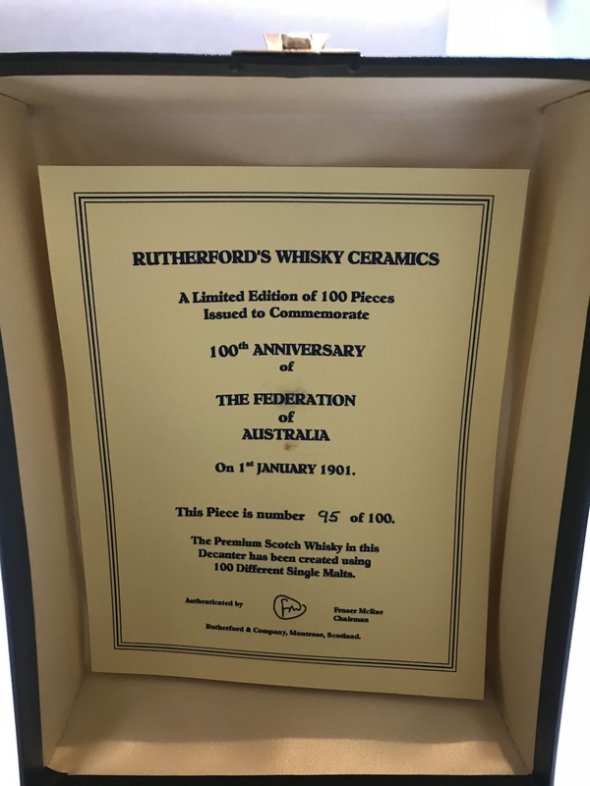 RUTHERFORD'S WHISKY CERAMICS
A Limited Edition of 100 Pieces
Issued to Commemorate
100th ANNIVERSARY
of
THE FEDERATION
of
AUSTRALIA
On 1st JANUARY 1901.
This Piece is number 95 of 100.
The Premium Scotch Whisky in this
Decanter has been created using
100 Different Single Malts.
Authenticated by
Fraser McRae
Chairman
Rutherford & Company, Montrose, Scotland.